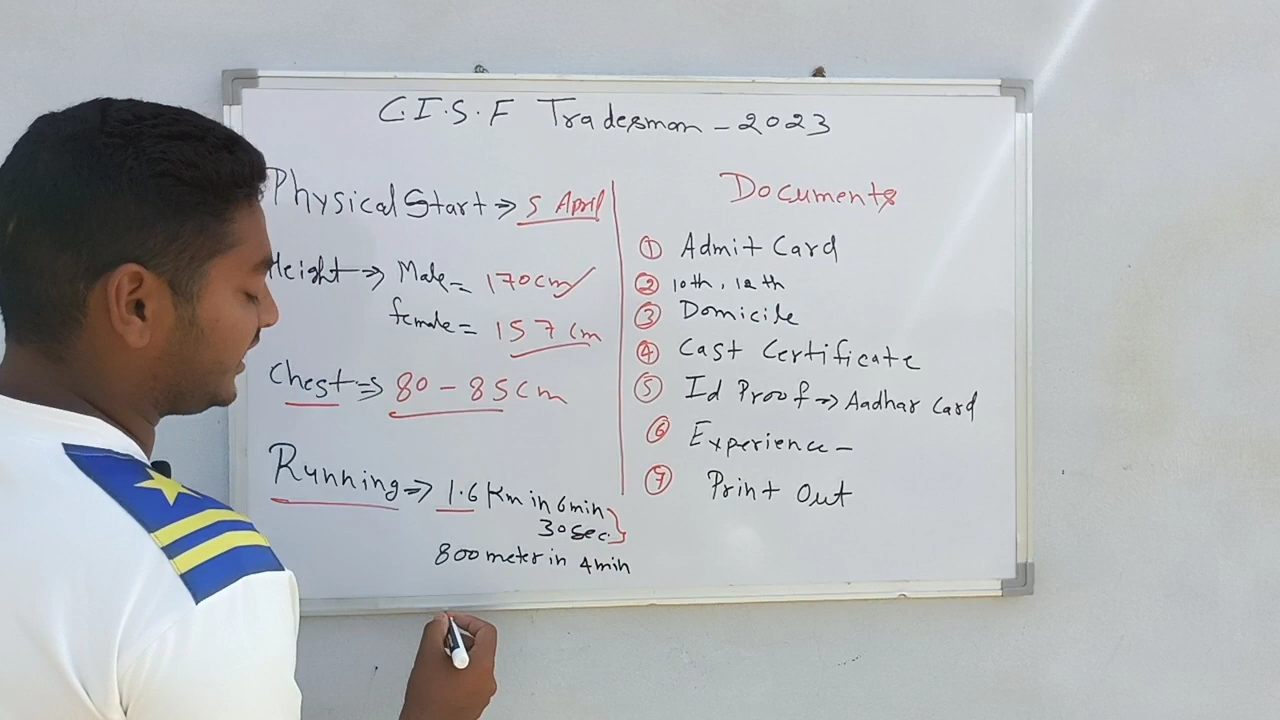 C.I.S.F Tradesman - 2023
Physical Start → 5 April
Height → Male = 170cm
female = 157 cm
Chest → 80 - 85cm
Running → 1.6 Km in 6min
30sec.
800 meter in 4min
Documents
① Admit Card
② 10th, 12th
③ Domicile
④ Cast Certificate
⑤ Id Proof → Aadhar Card
⑥ Experience -
⑦ Print Out